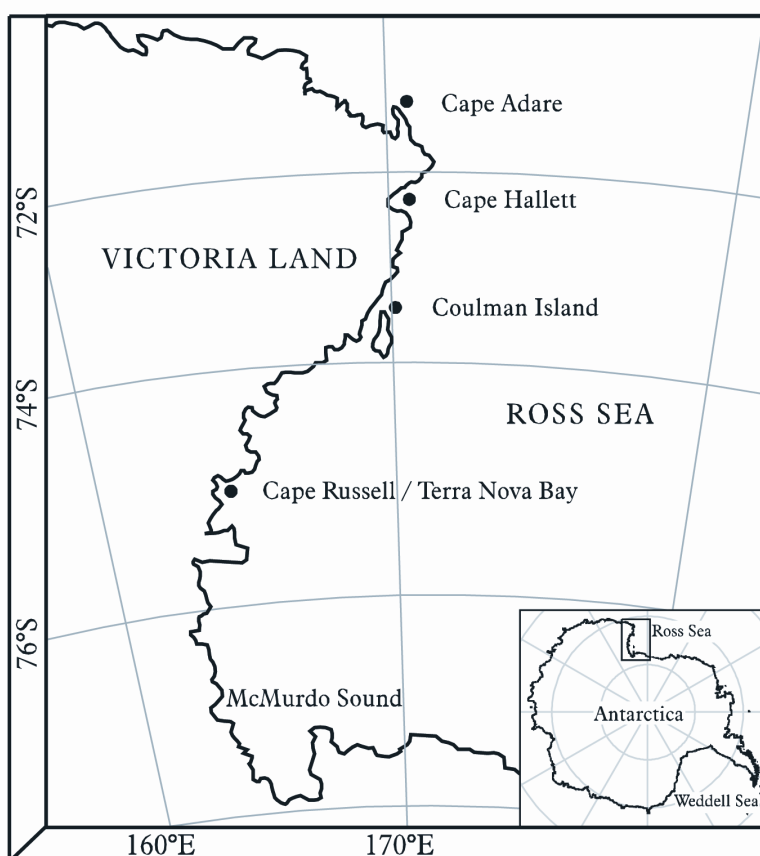 Cape Adare
72°S
Cape Hallett
VICTORIA LAND
Coulman Island
74°S
ROSS SEA
Cape Russell / Terra Nova Bay
76°S
Ross Sea
McMurdo Sound
Antarctica
Weddell Sea
160°E
170°E